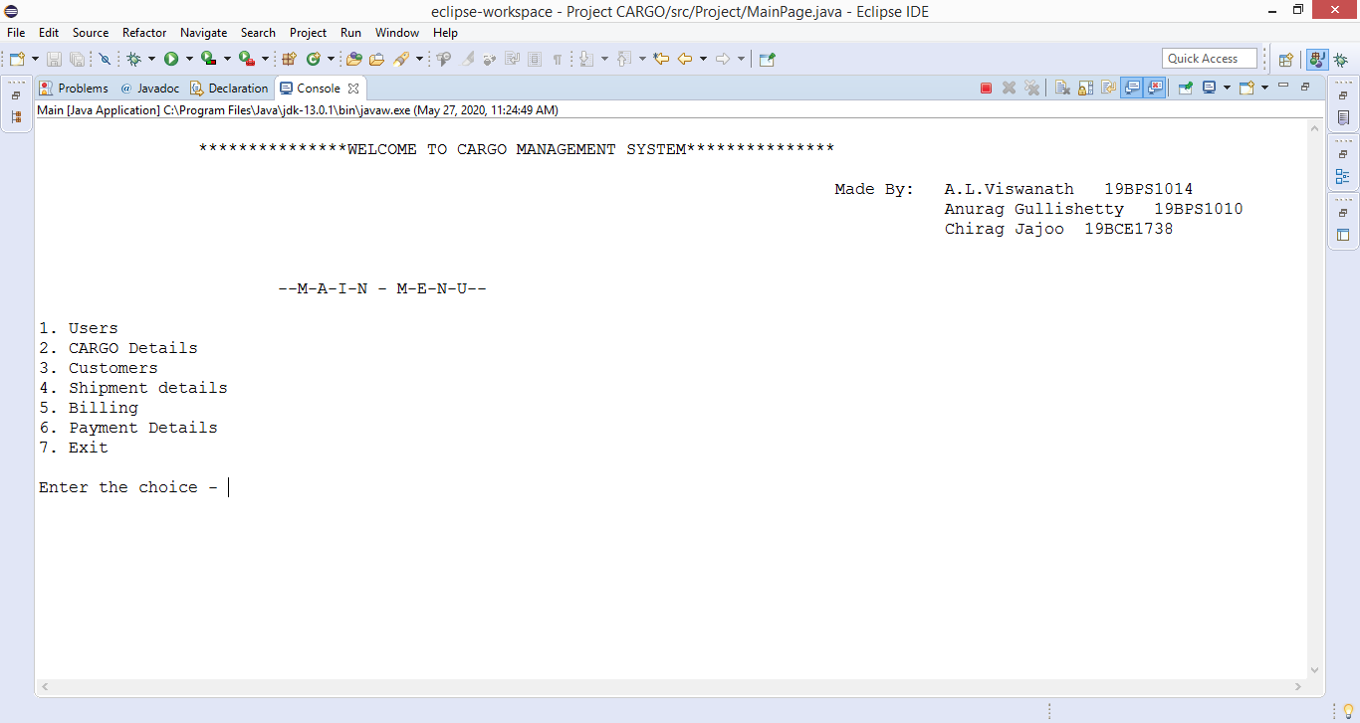 eclipse-workspace - Project CARGO/src/Project/MainPage.java - Eclipse IDE
File Edit Source Refactor Navigate Search Project Run Window Help
Quick Access
Problems @ Javadoc Declaration Console
Main [Java Application] C:\Program Files\Java\jdk-13.0.1\bin\javaw.exe (May 27, 2020, 11:24:49 AM)
***************WELCOME TO CARGO MANAGEMENT SYSTEM***************
Made By: A.L.Viswanath 19BPS1014
Anurag Gullishetty 19BPS1010
Chirag Jajoo 19BCE1738
--M-A-I-N - M-E-N-U--
1. Users
2. CARGO Details
3. Customers
4. Shipment details
5. Billing
6. Payment Details
7. Exit
Enter the choice -